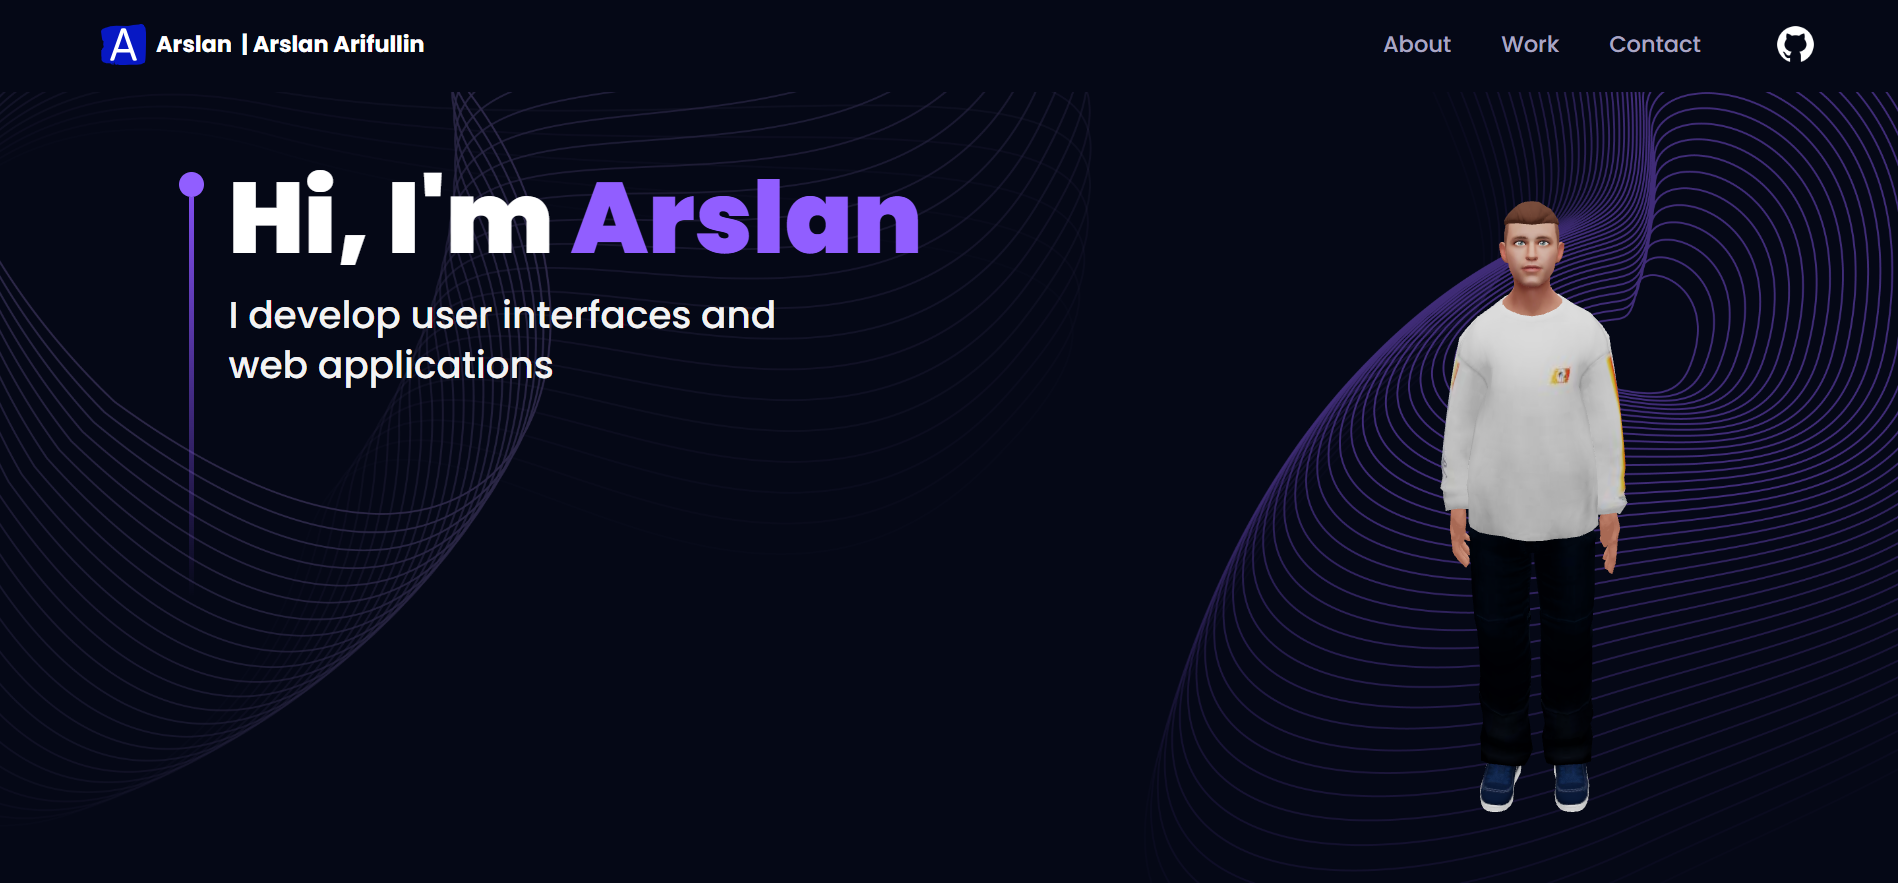 A Arslan | Arslan Arifullin
About Work Contact
Hi, I'm Arslan
I develop user interfaces and
web applications